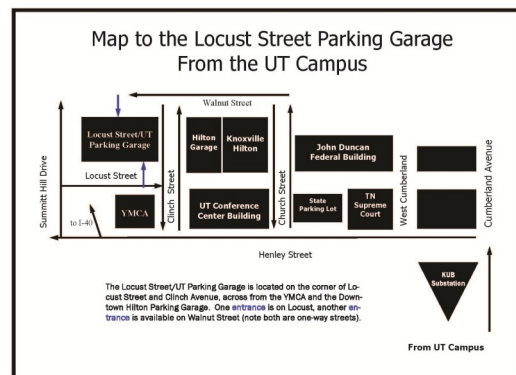 Map to the Locust Street Parking Garage
From the UT Campus
Walnut Street
Locust Street/UT
Parking Garage
Hilton
Garage
Knoxville
Hilton
John Duncan
Federal Building
Summitt Hill Drive
Locust Street
Clinch Street
Church Street
West Cumberland
Cumberland Avenue
to I-40
YMCA
UT Conference
Center Building
State
Parking Lot
TN
Supreme
Court
Henley Street
KUB
Substation
The Locust Street/UT Parking Garage is located on the corner of Lo-
cust Street and Clinch Avenue, across from the YMCA and the Down-
town Hilton Parking Garage. One entrance is on Locust, another en-
trance is available on Walnut Street (note both are one-way streets).
From UT Campus